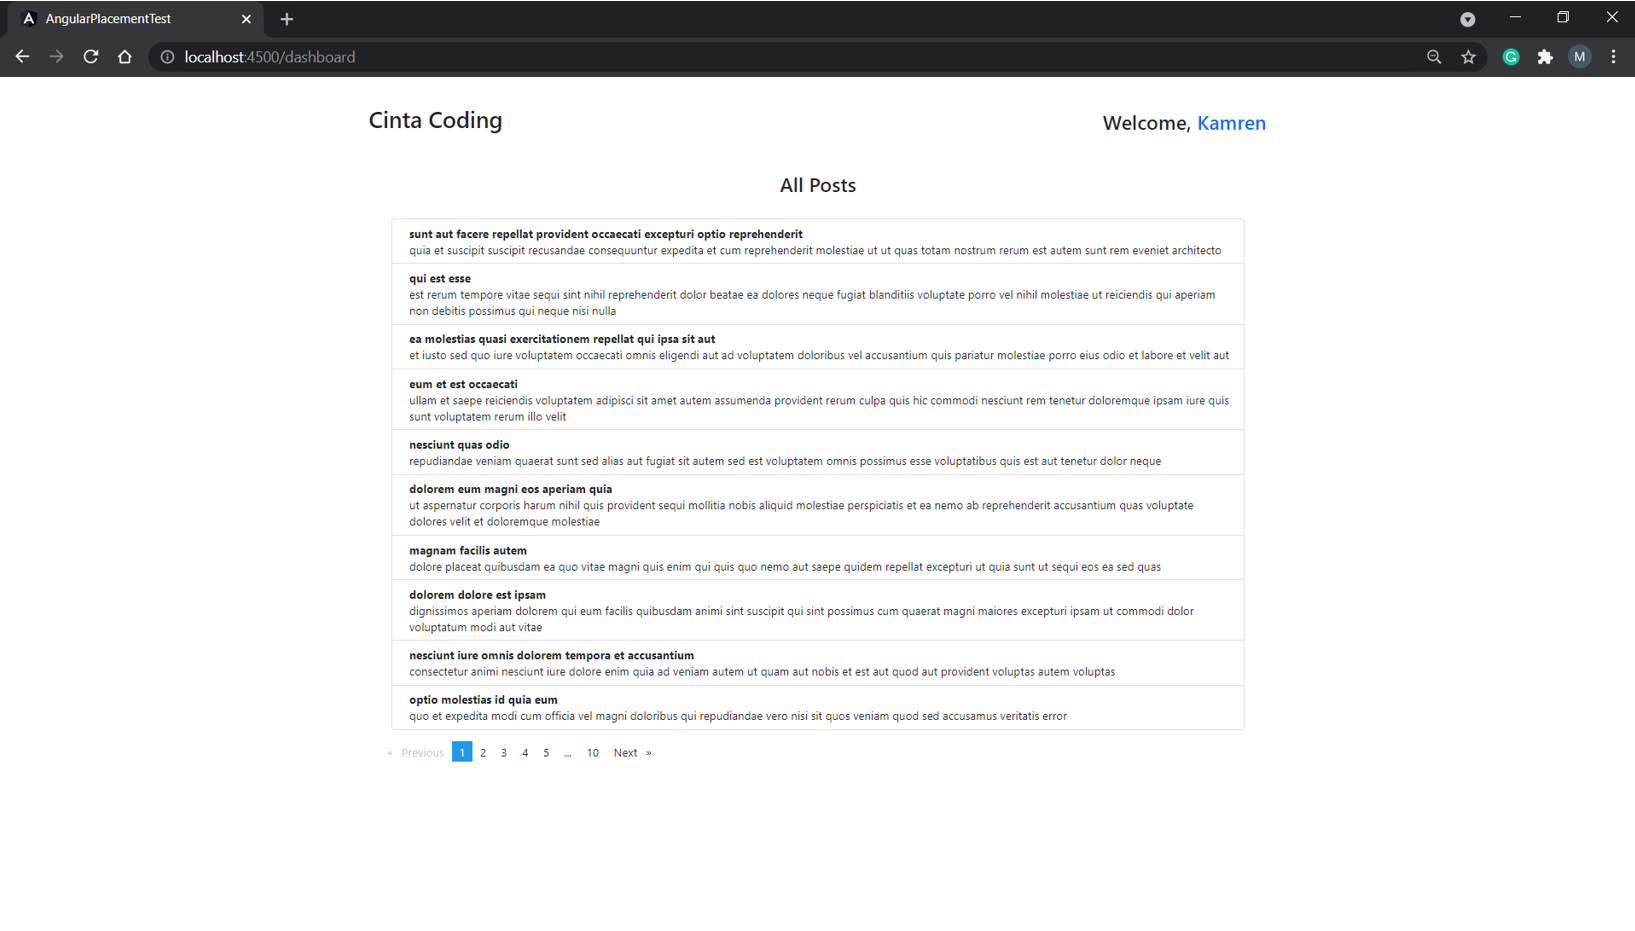 AngularPlacementTest
localhost:4500/dashboard
G
M
Cinta Coding
Welcome, Kamren
All Posts
sunt aut facere repellat provident occaecati excepturi optio reprehenderit
quia et suscipit suscipit recusandae consequuntur expedita et cum reprehenderit molestiae ut ut quas totam nostrum rerum est autem sunt rem eveniet architecto
qui est esse
est rerum tempore vitae sequi sint nihil reprehenderit dolor beatae ea dolores neque fugiat blanditiis voluptate porro vel nihil molestiae ut reiciendis qui aperiam
non debitis possimus qui neque nisi nulla
ea molestias quasi exercitationem repellat qui ipsa sit aut
et iusto sed quo iure voluptatem occaecati omnis eligendi aut ad voluptatem doloribus vel accusantium quis pariatur molestiae porro eius odio et labore et velit aut
eum et est occaecati
ullam et saepe reiciendis voluptatem adipisci sit amet autem assumenda provident rerum culpa quis hic commodi nesciunt rem tenetur doloremque ipsam iure quis
sunt voluptatem rerum illo velit
nesciunt quas odio
repudiandae veniam quaerat sunt sed alias aut fugiat sit autem sed est voluptatem omnis possimus esse voluptatibus quis est aut tenetur dolor neque
dolorem eum magni eos aperiam quia
ut aspernatur corporis harum nihil quis provident sequi mollitia nobis aliquid molestiae perspiciatis et ea nemo ab reprehenderit accusantium quas voluptate
dolores velit et doloremque molestiae
magnam facilis autem
dolore placeat quibusdam ea quo vitae magni quis enim qui quis quo nemo aut saepe quidem repellat excepturi ut quia sunt ut sequi eos ea sed quas
dolorem dolore est ipsam
dignissimos aperiam dolorem qui eum facilis quibusdam animi sint suscipit qui sint possimus cum quaerat magni maiores excepturi ipsam ut commodi dolor
voluptatum modi aut vitae
nesciunt iure omnis dolorem tempora et accusantium
consectetur animi nesciunt iure dolore enim quia ad veniam autem ut quam aut nobis et est aut quod aut provident voluptas autem voluptas
optio molestias id quia eum
quo et expedita modi cum officia vel magni doloribus qui repudiandae vero nisi sit quos veniam quod sed accusamus veritatis error
« Previous 1 2 3 4 5 ... 10 Next »